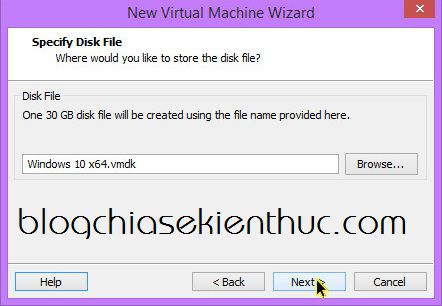 New Virtual Machine Wizard
Specify Disk File
Where would you like to store the disk file?
Disk File
One 30 GB disk file will be created using the file name provided here.
Windows 10 x64.vmdk
Browse...
blogchiasekienthuc.com
Help
< Back
Next >
Cancel